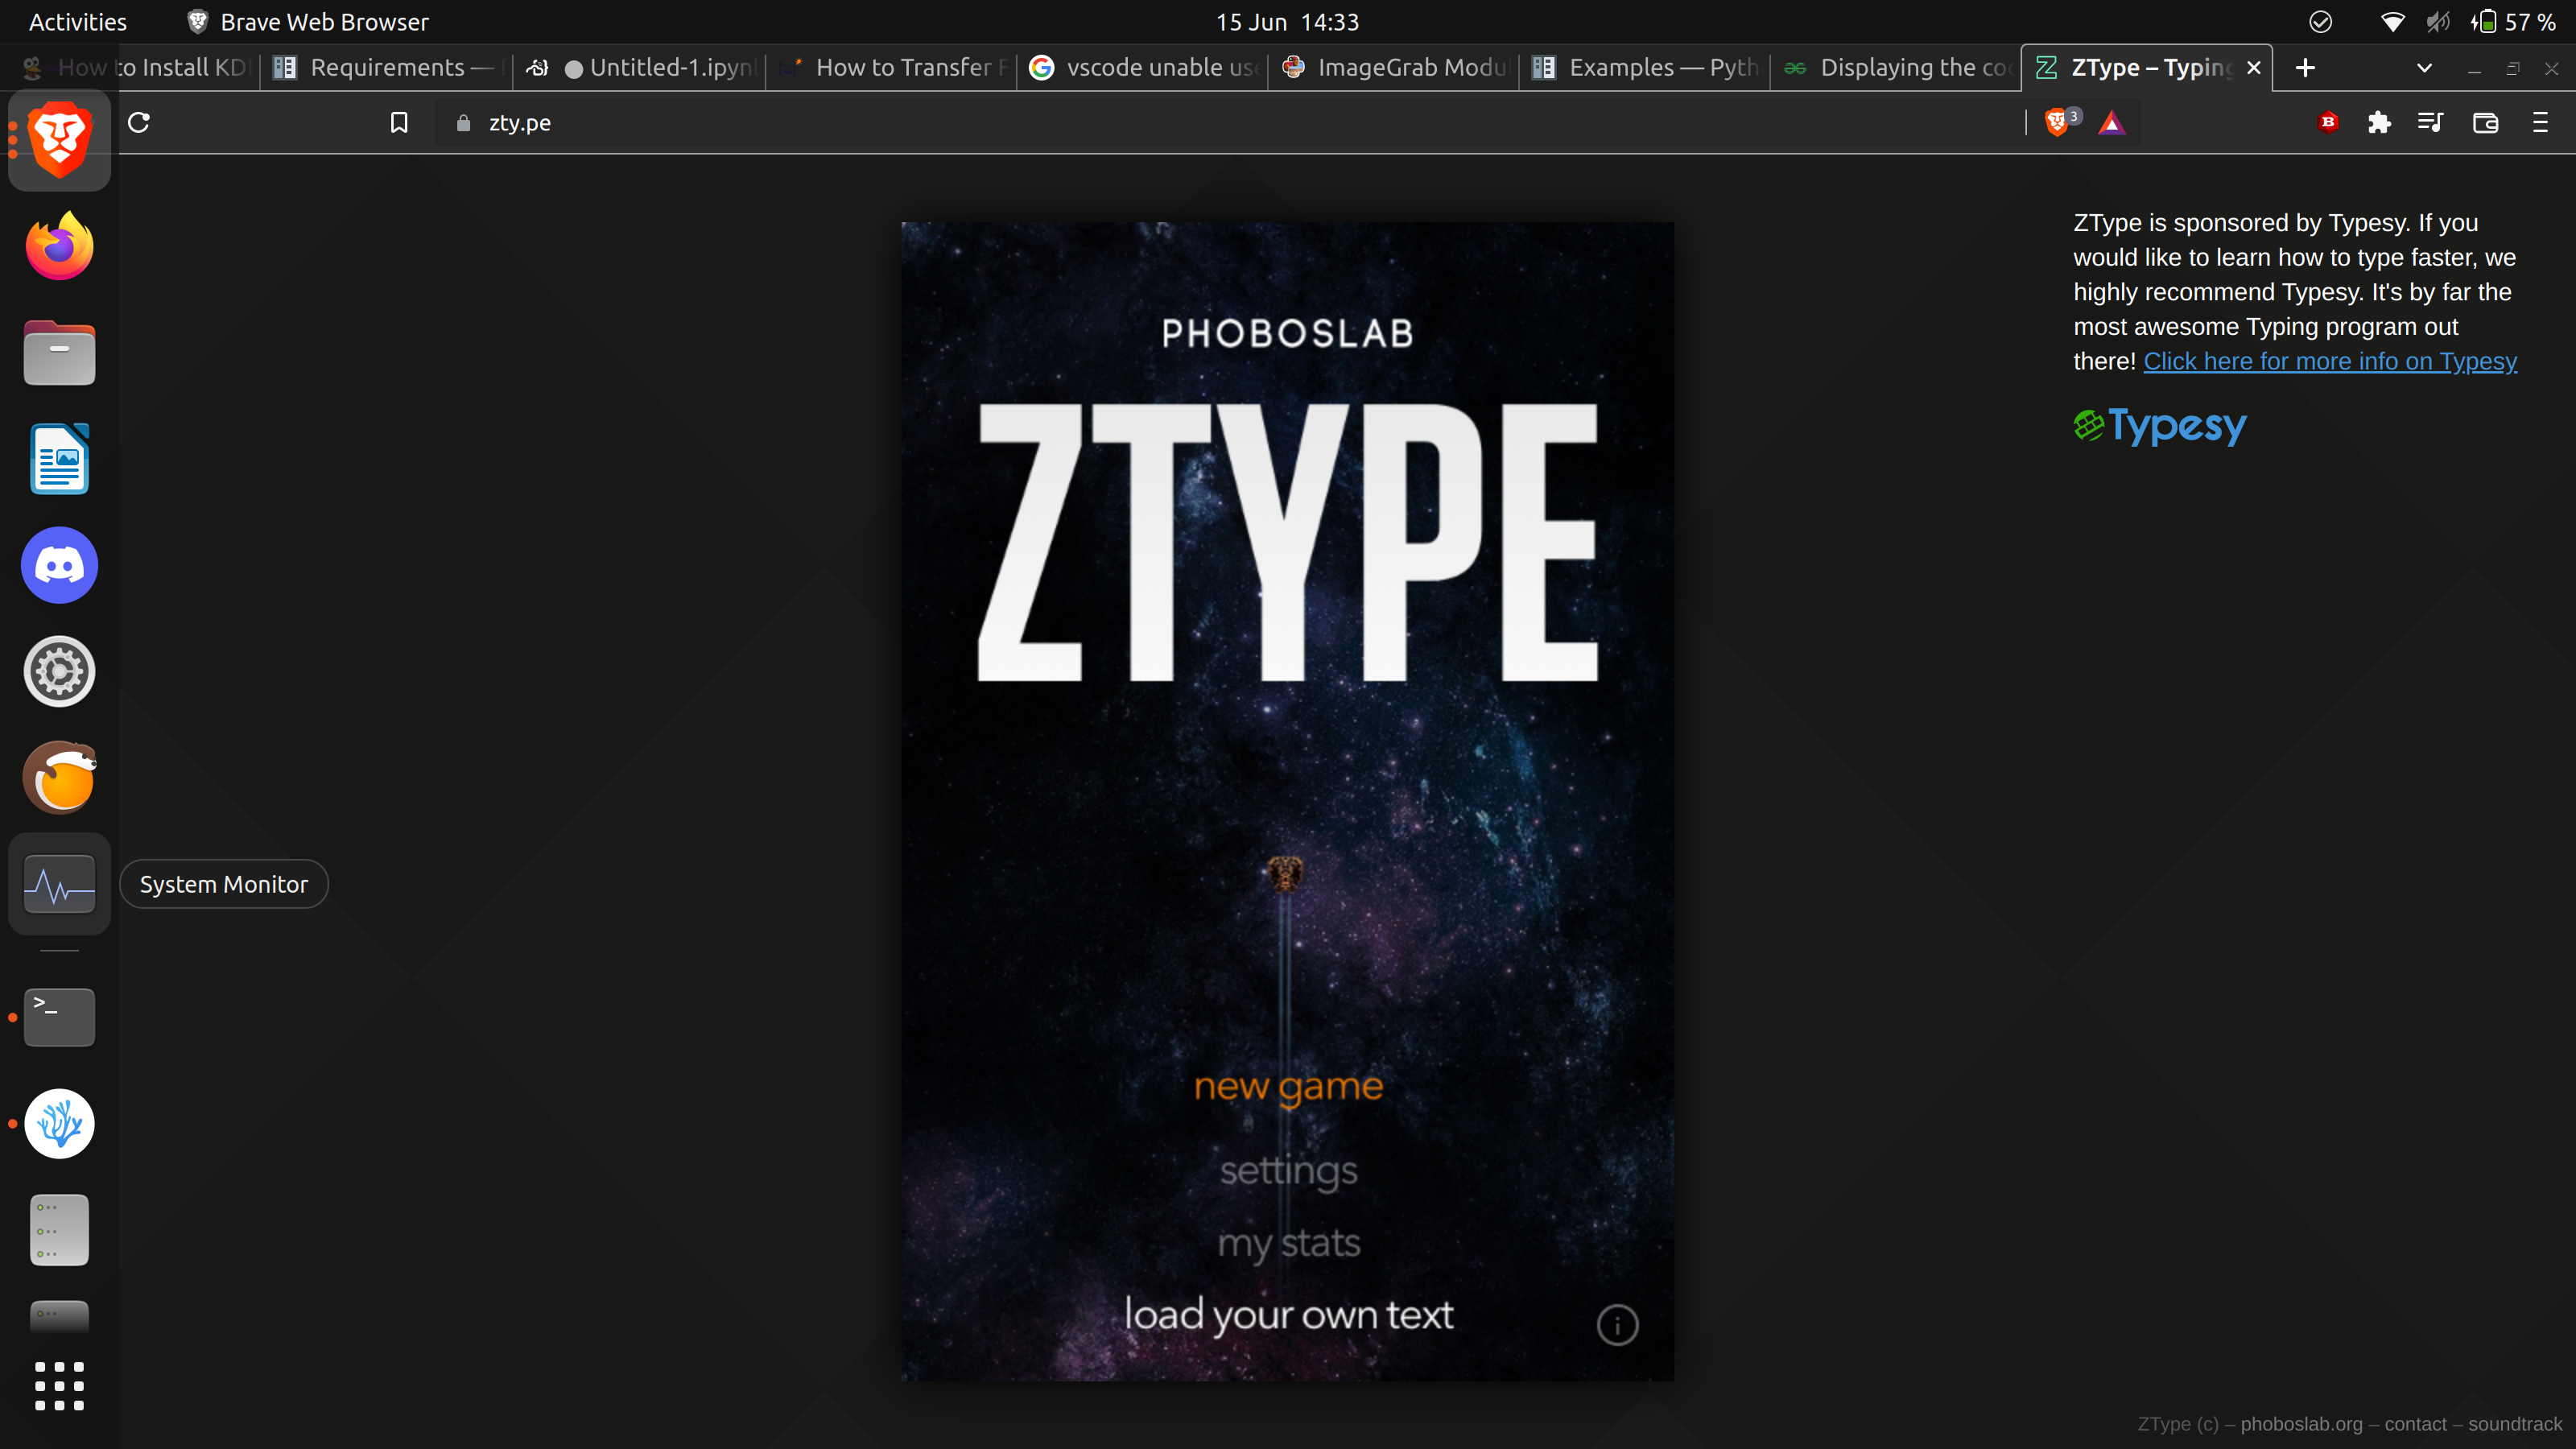 Activities
Brave Web Browser
15 Jun 14:33
57 %
How to Install KD
Requirements —
Untitled-1.ipyn
How to Transfer F
vscode unable us
ImageGrab Modu
Examples — Pyth
Displaying the co
ZType – Typing
zty.pe
3
ZType is sponsored by Typesy. If you
would like to learn how to type faster, we
highly recommend Typesy. It's by far the
most awesome Typing program out
there! Click here for more info on Typesy
Typesy
PHOBOSLAB
ZTYPE
System Monitor
new game
settings
my stats
load your own text
ZType (c) – phoboslab.org – contact – soundtrack